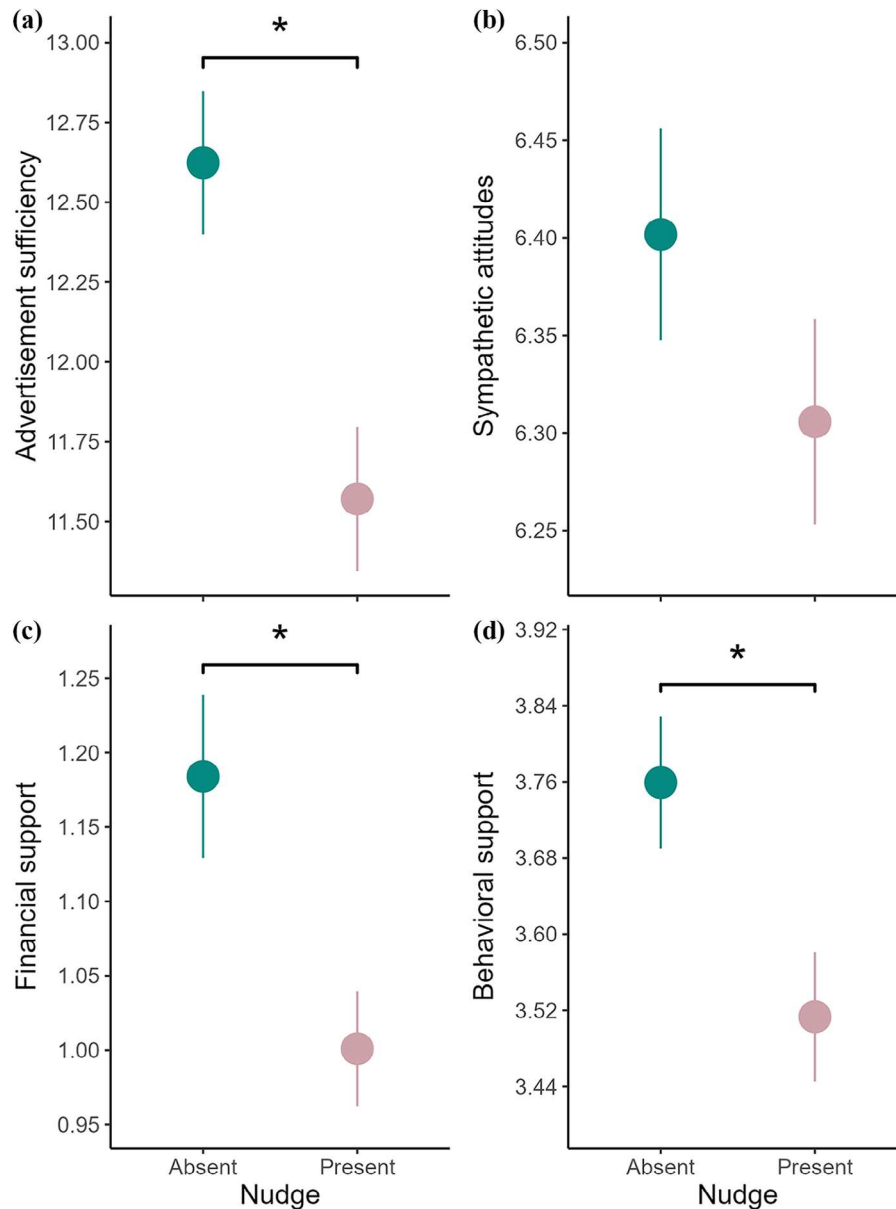 (a)
*
Advertisement sufficiency
13.00
12.75
12.50
12.25
12.00
11.75
11.50
(b)
Sympathetic attitudes
6.50
6.45
6.40
6.35
6.30
6.25
(c)
*
Financial support
1.25
1.20
1.15
1.10
1.05
1.00
0.95
Absent
Present
Nudge
(d)
*
Behavioral support
3.92
3.84
3.76
3.68
3.60
3.52
3.44
Absent
Present
Nudge